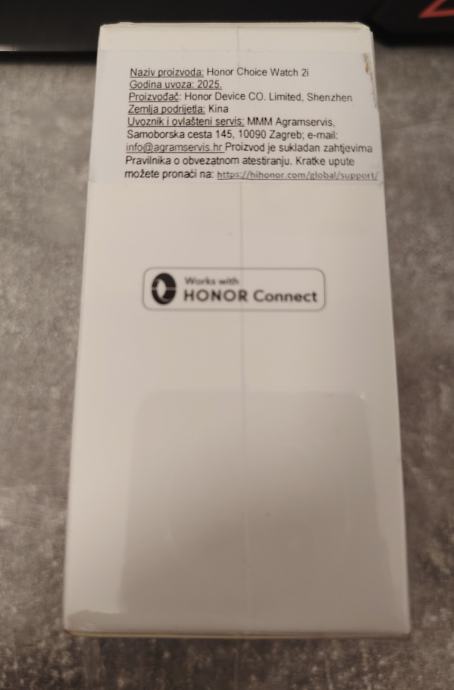 Naziv proizvoda: Honor Choice Watch 2i
Godina uvoza: 2025.
Proizvođač: Honor Device CO. Limited, Shenzhen
Zemlja podrijetla: Kina
Uvoznik i ovlašteni servis: MMM Agramservis,
Samoborska cesta 145, 10090 Zagreb; e-mail:
info@agramservis.hr Proizvod je sukladan zahtjevima
Pravilnika o obveznom atestiranju. Kratke upute
možete pronaći na: https://hihonor.com/global/support/
Works with
HONOR Connect